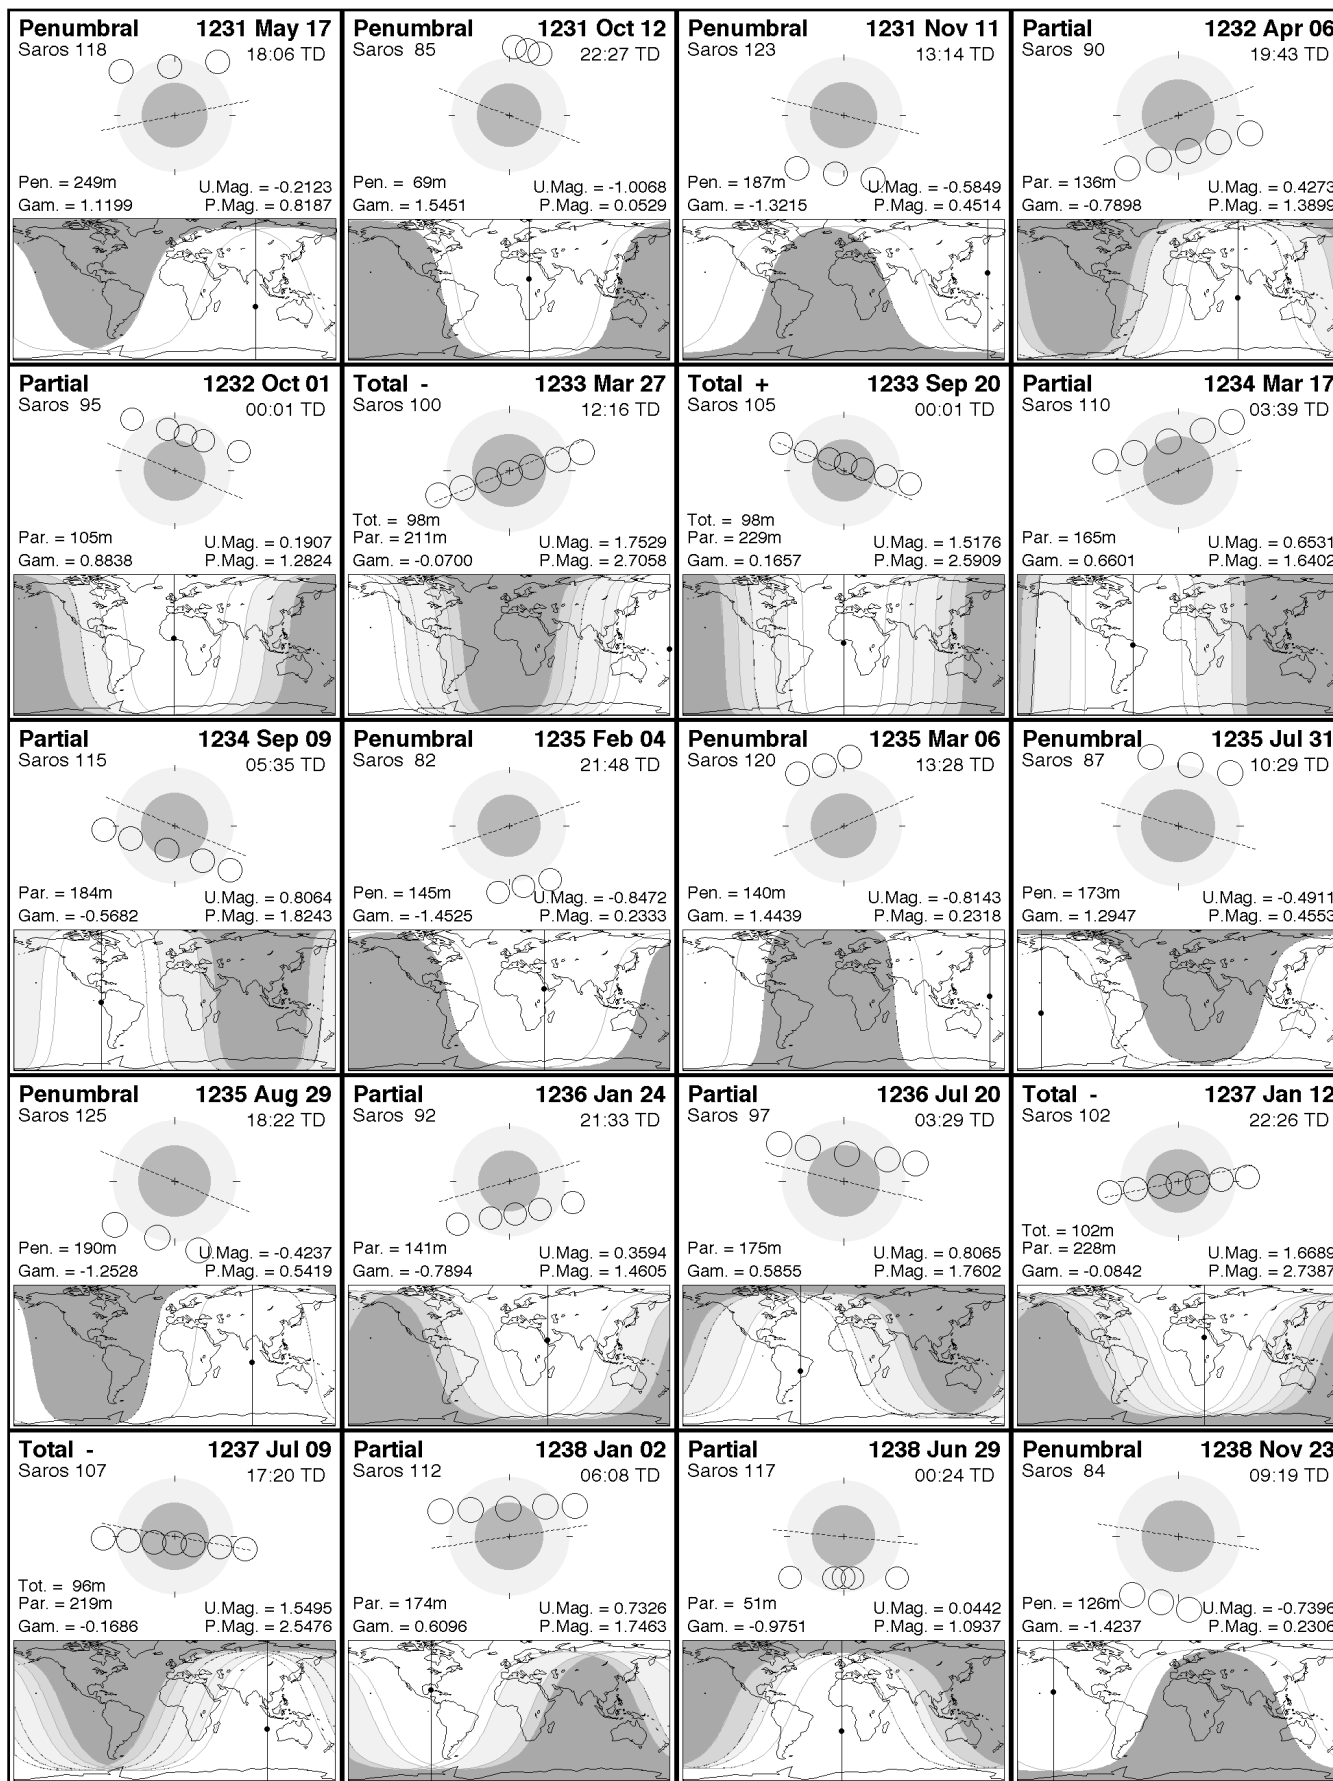 Penumbral 1231 May 17
Saros 118 18:06 TD
Pen. = 249m U.Mag. = -0.2123
Gam. = 1.1199 P.Mag. = 0.8187
Penumbral 1231 Oct 12
Saros 85 22:27 TD
Pen. = 69m U.Mag. = -1.0068
Gam. = 1.5451 P.Mag. = 0.0529
Penumbral 1231 Nov 11
Saros 123 13:14 TD
Pen. = 187m U.Mag. = -0.5849
Gam. = -1.3215 P.Mag. = 0.4514
Partial 1232 Apr 06
Saros 90 19:43 TD
Par. = 136m U.Mag. = 0.4273
Gam. = -0.7898 P.Mag. = 1.3899
Partial 1232 Oct 01
Saros 95 00:01 TD
Par. = 105m U.Mag. = 0.1907
Gam. = 0.8838 P.Mag. = 1.2824
Total - 1233 Mar 27
Saros 100 12:16 TD
Tot. = 98m
Par. = 211m U.Mag. = 1.7529
Gam. = -0.0700 P.Mag. = 2.7058
Total + 1233 Sep 20
Saros 105 00:01 TD
Tot. = 98m
Par. = 229m U.Mag. = 1.5176
Gam. = 0.1657 P.Mag. = 2.5909
Partial 1234 Mar 17
Saros 110 03:39 TD
Par. = 165m U.Mag. = 0.6531
Gam. = 0.6601 P.Mag. = 1.6402
Partial 1234 Sep 09
Saros 115 05:35 TD
Par. = 184m U.Mag. = 0.8064
Gam. = -0.5682 P.Mag. = 1.8243
Penumbral 1235 Feb 04
Saros 82 21:48 TD
Pen. = 145m U.Mag. = -0.8472
Gam. = -1.4525 P.Mag. = 0.2333
Penumbral 1235 Mar 06
Saros 120 13:28 TD
Pen. = 140m U.Mag. = -0.8143
Gam. = 1.4439 P.Mag. = 0.2318
Penumbral 1235 Jul 31
Saros 87 10:29 TD
Pen. = 173m U.Mag. = -0.4911
Gam. = 1.2947 P.Mag. = 0.4553
Penumbral 1235 Aug 29
Saros 125 18:22 TD
Pen. = 190m U.Mag. = -0.4237
Gam. = -1.2528 P.Mag. = 0.5419
Partial 1236 Jan 24
Saros 92 21:33 TD
Par. = 141m U.Mag. = 0.3594
Gam. = -0.7894 P.Mag. = 1.4605
Partial 1236 Jul 20
Saros 97 03:29 TD
Par. = 175m U.Mag. = 0.8065
Gam. = 0.5855 P.Mag. = 1.7602
Total - 1237 Jan 12
Saros 102 22:26 TD
Tot. = 102m
Par. = 228m U.Mag. = 1.6689
Gam. = -0.0842 P.Mag. = 2.7387
Total - 1237 Jul 09
Saros 107 17:20 TD
Tot. = 96m
Par. = 219m U.Mag. = 1.5495
Gam. = -0.1686 P.Mag. = 2.5476
Partial 1238 Jan 02
Saros 112 06:08 TD
Par. = 174m U.Mag. = 0.7326
Gam. = 0.6096 P.Mag. = 1.7463
Partial 1238 Jun 29
Saros 117 00:24 TD
Par. = 51m U.Mag. = 0.0442
Gam. = -0.9751 P.Mag. = 1.0937
Penumbral 1238 Nov 23
Saros 84 09:19 TD
Pen. = 126m U.Mag. = -0.7396
Gam. = -1.4237 P.Mag. = 0.2306